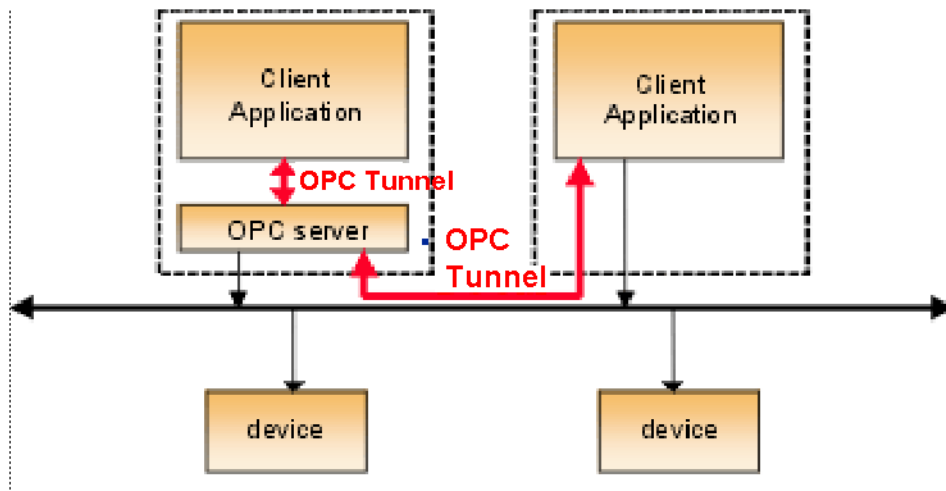 Client
Application
Client
Application
OPC Tunnel
OPC server
OPC
Tunnel
device
device